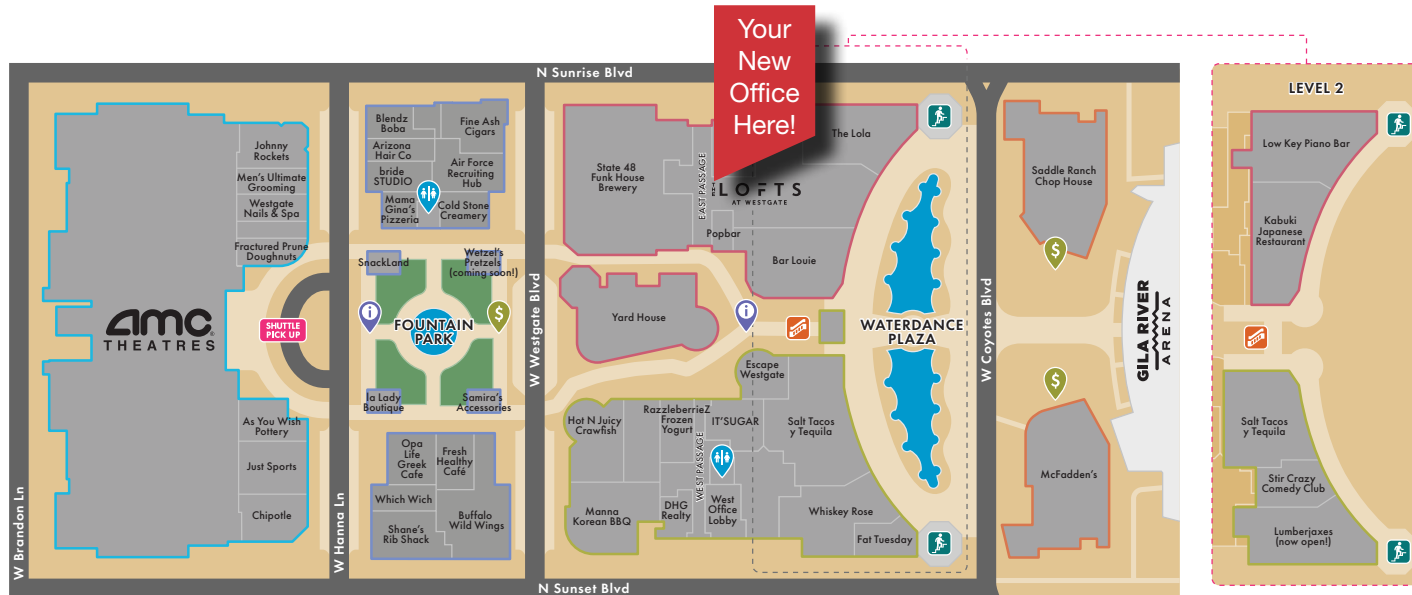 Your
New
Office
Here!
N Sunrise Blvd
LEVEL 2
Johnny
Rockets
Men's Ultimate
Grooming
Westgate
Nails & Spa
Fractured Prune
Doughnuts
amc
THEATRES
SHUTTLE
PICK UP
As You Wish
Pottery
Just Sports
Chipotle
W Brandon Ln
W Hanna Ln
Blendz
Boba
Fine Ash
Cigars
Arizona
Hair Co
Air Force
Recruiting
Hub
bride
STUDIO
Mama
Gina's
Pizzeria
Cold Stone
Creamery
SnackLand
Wetzel's
Pretzels
(coming soon!)
i
$
FOUNTAIN
PARK
la Lady
Boutique
Samira's
Accessories
Opa
Life
Greek
Cafe
Fresh
Healthy
Café
Which Wich
Shane's
Rib Shack
Buffalo
Wild Wings
W Westgate Blvd
State 48
Funk House
Brewery
EAST PASSAGE
The Lola
LOFTS
AT WESTGATE
Popbar
Bar Louie
Yard House
i
WATERDANCE
PLAZA
Escape
Westgate
Hot N Juicy
Crawfish
RazzleberrieZ
Frozen
Yogurt
IT'SUGAR
Salt Tacos
y Tequila
WEST PASSAGE
Manna
Korean BBQ
DHG
Realty
West
Office
Lobby
Whiskey Rose
Fat Tuesday
N Sunset Blvd
W Coyotes Blvd
Saddle Ranch
Chop House
$
$
McFadden's
GILA RIVER
ARENA
Low Key Piano Bar
Kabuki
Japanese
Restaurant
Salt Tacos
y Tequila
Stir Crazy
Comedy Club
Lumberjaxes
(now open!)